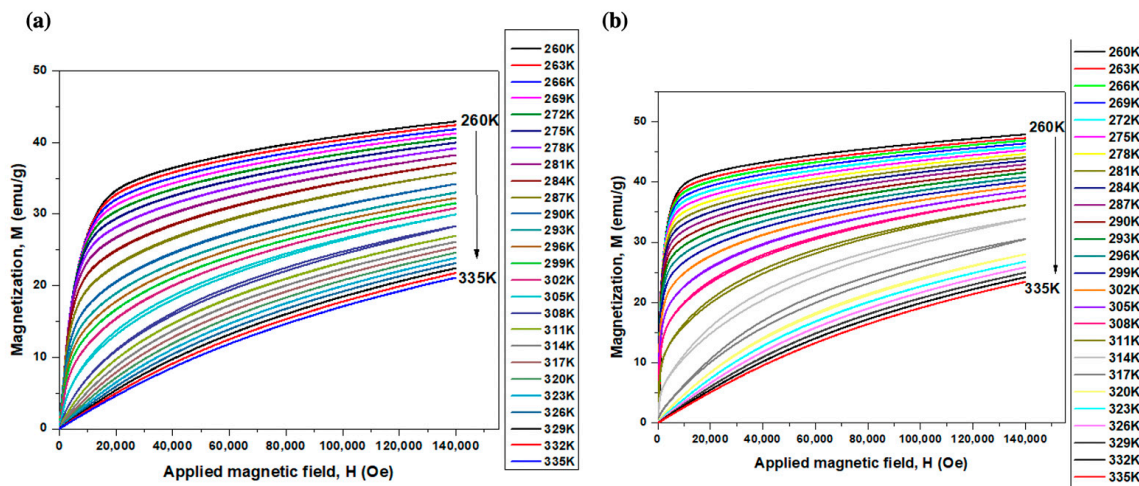 (a)
Magnetization, M (emu/g)
50
40
30
20
10
0
0
20,000
40,000
60,000
80,000
100,000
120,000
140,000
Applied magnetic field, H (Oe)
260K
335K
260K
263K
266K
269K
272K
275K
278K
281K
284K
287K
290K
293K
296K
299K
302K
305K
308K
311K
314K
317K
320K
323K
326K
329K
332K
335K
(b)
Magnetization, M (emu/g)
50
40
30
20
10
0
0
20,000
40,000
60,000
80,000
100,000
120,000
140,000
Applied magnetic field, H (Oe)
260K
335K
260K
263K
266K
269K
272K
275K
278K
281K
284K
287K
290K
293K
296K
299K
302K
305K
308K
311K
314K
317K
320K
323K
326K
329K
332K
335K